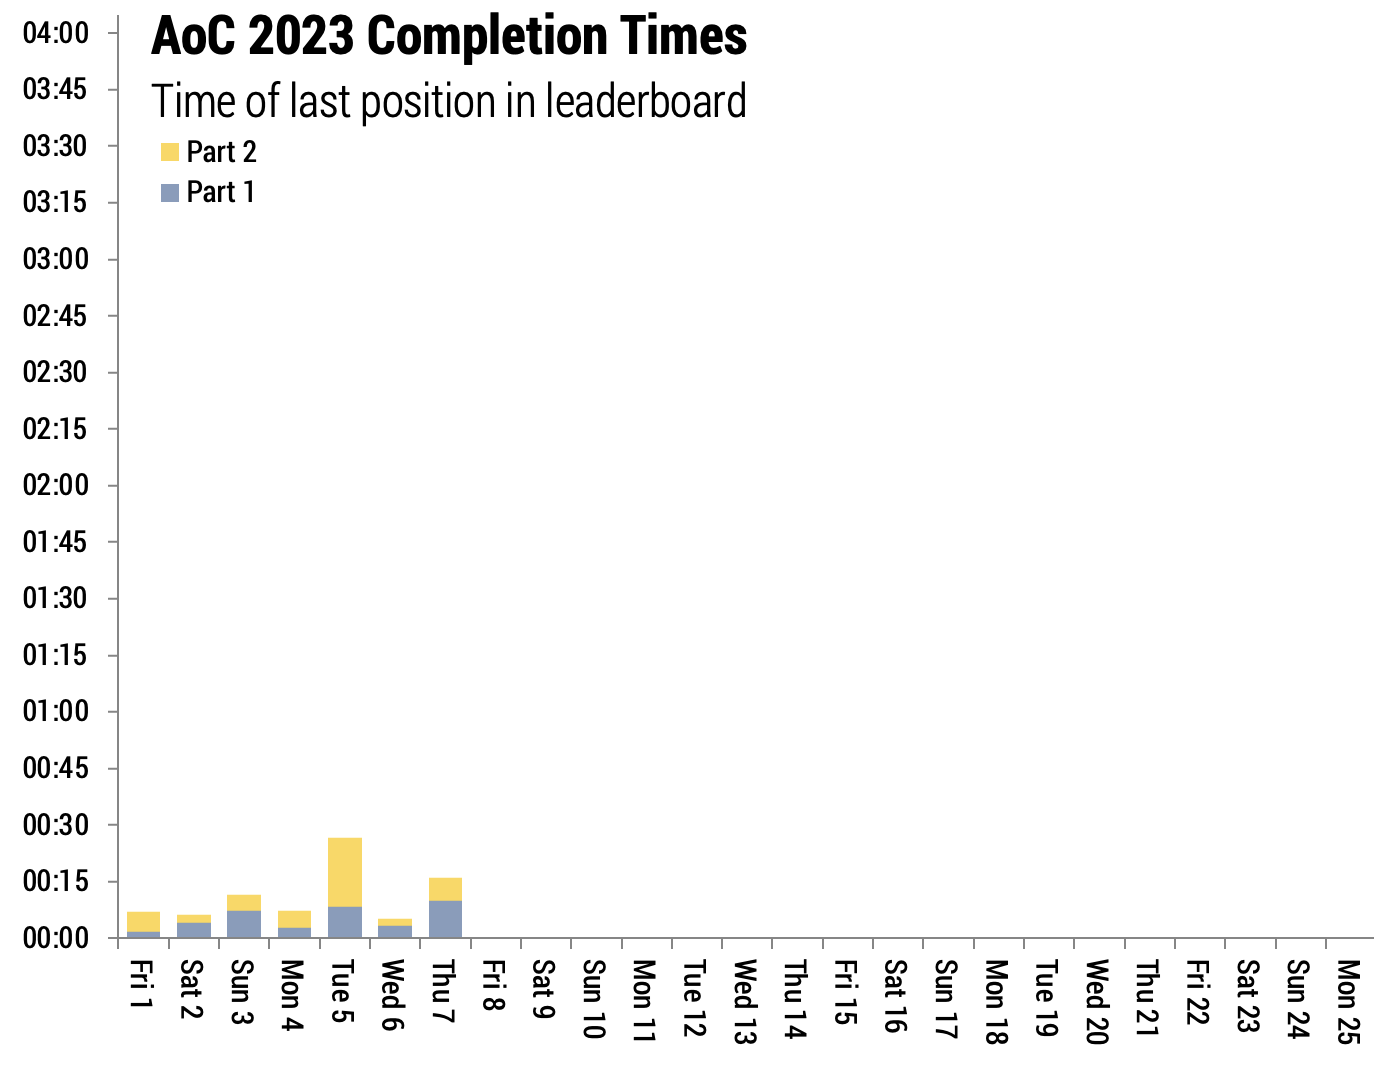 AoC 2023 Completion Times
Time of last position in leaderboard
Part 2
Part 1
04:00
03:45
03:30
03:15
03:00
02:45
02:30
02:15
02:00
01:45
01:30
01:15
01:00
00:45
00:30
00:15
00:00
Fri 1
Sat 2
Sun 3
Mon 4
Tue 5
Wed 6
Thu 7
Fri 8
Sat 9
Sun 10
Mon 11
Tue 12
Wed 13
Thu 14
Fri 15
Sat 16
Sun 17
Mon 18
Tue 19
Wed 20
Thu 21
Fri 22
Sat 23
Sun 24
Mon 25